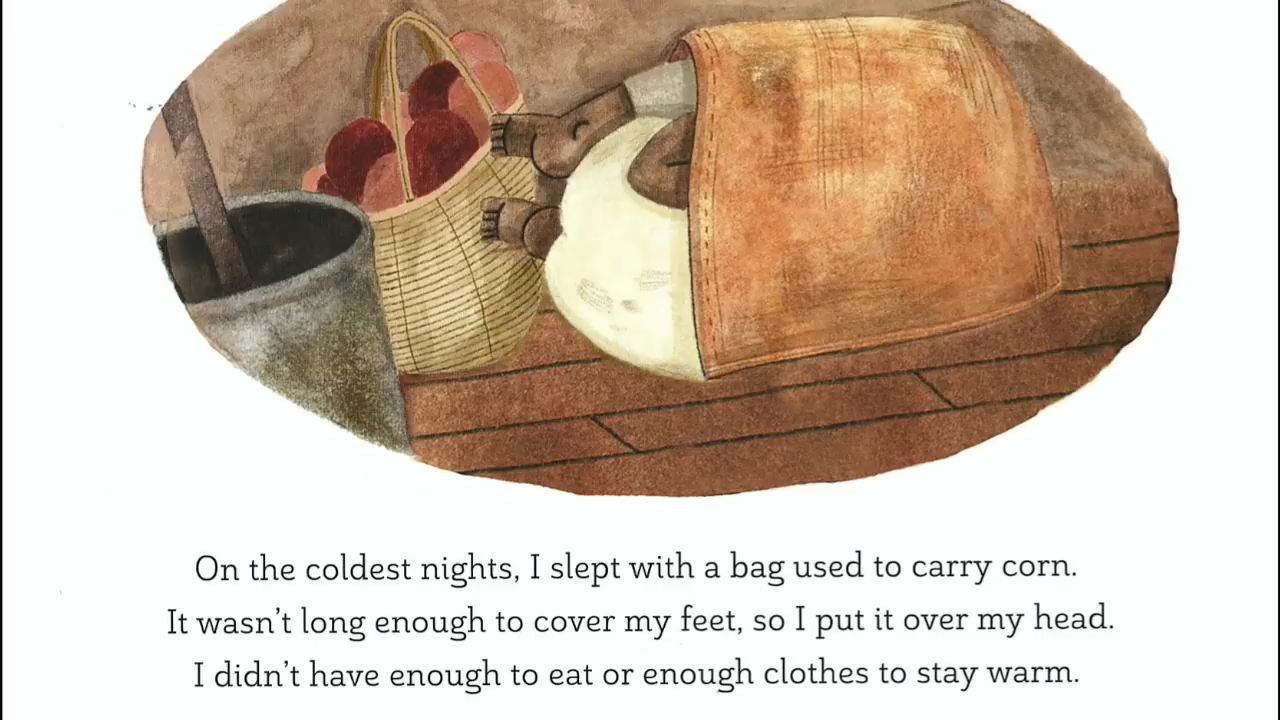 On the coldest nights, I slept with a bag used to carry corn.
It wasn't long enough to cover my feet, so I put it over my head.
I didn't have enough to eat or enough clothes to stay warm.